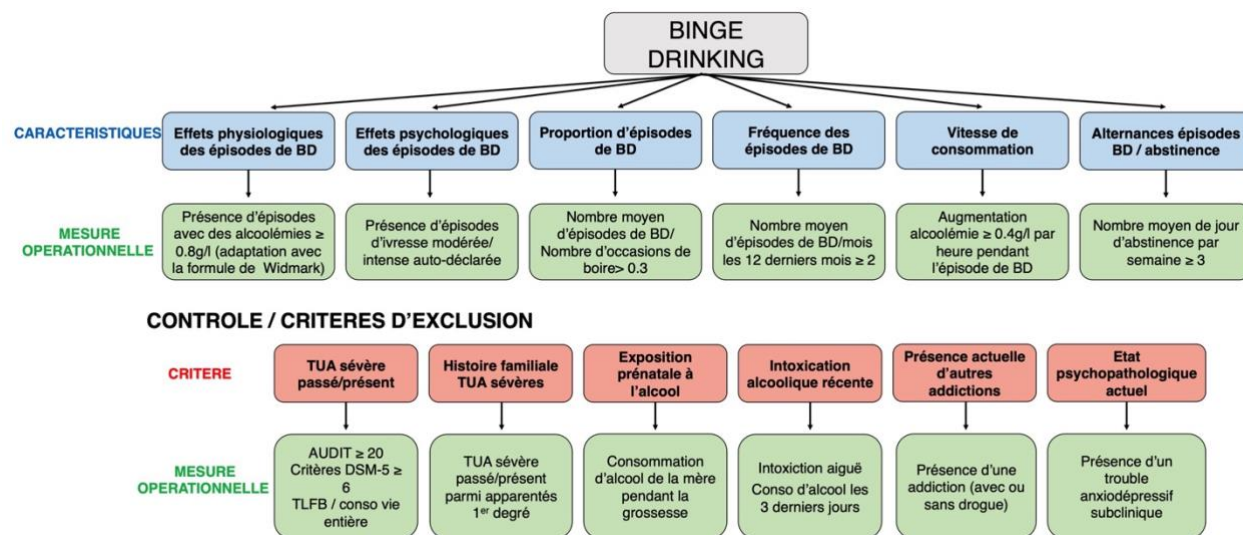 BINGE
DRINKING
CARACTERISTIQUES
Effets physiologiques
des épisodes de BD
Effets psychologiques
des épisodes de BD
Proportion d'épisodes
de BD
Fréquence des
épisodes de BD
Vitesse de
consommation
Alternances épisodes
BD / abstinence
MESURE
OPERATIONNELLE
Présence d'épisodes
avec des alcoolémies ≥
0.8g/l (adaptation avec
la formule de Widmark)
Présence d'épisodes
d'ivresse modérée/
intense auto-déclarée
Nombre moyen
d'épisodes de BD/
Nombre d'occasions de
boire> 0.3
Nombre moyen
d'épisodes de BD/mois
les 12 derniers mois ≥ 2
Augmentation
alcoolémie ≥ 0.4g/l par
heure pendant
l'épisode de BD
Nombre moyen de jour
d'abstinence par
semaine ≥ 3
CONTROLE / CRITERES D'EXCLUSION
CRITERE
TUA sévère
passé/présent
Histoire familiale
TUA sévères
Exposition
prénatale à
l'alcool
Intoxication
alcoolique récente
Présence actuelle
d'autres
addictions
Etat
psychopathologique
actuel
MESURE
OPERATIONNELLE
AUDIT ≥ 20
Critères DSM-5 ≥
6
TLFB / conso vie
entière
TUA sévère
passé/présent
parmi apparentés
1er degré
Consommation
d'alcool de la mère
pendant la
grossesse
Intoxiction aiguë
Conso d'alcool les
3 derniers jours
Présence d'une
addiction (avec ou
sans drogue)
Présence d'un
trouble
anxiodépressif
subclinique